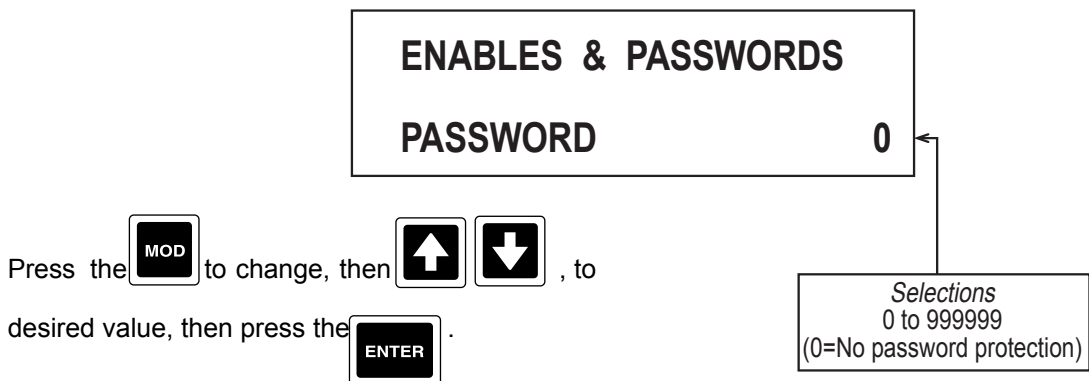 ENABLES & PASSWORDS
PASSWORD 0
Press the MOD to change, then , to
desired value, then press the ENTER .
Selections
0 to 999999
(0=No password protection)